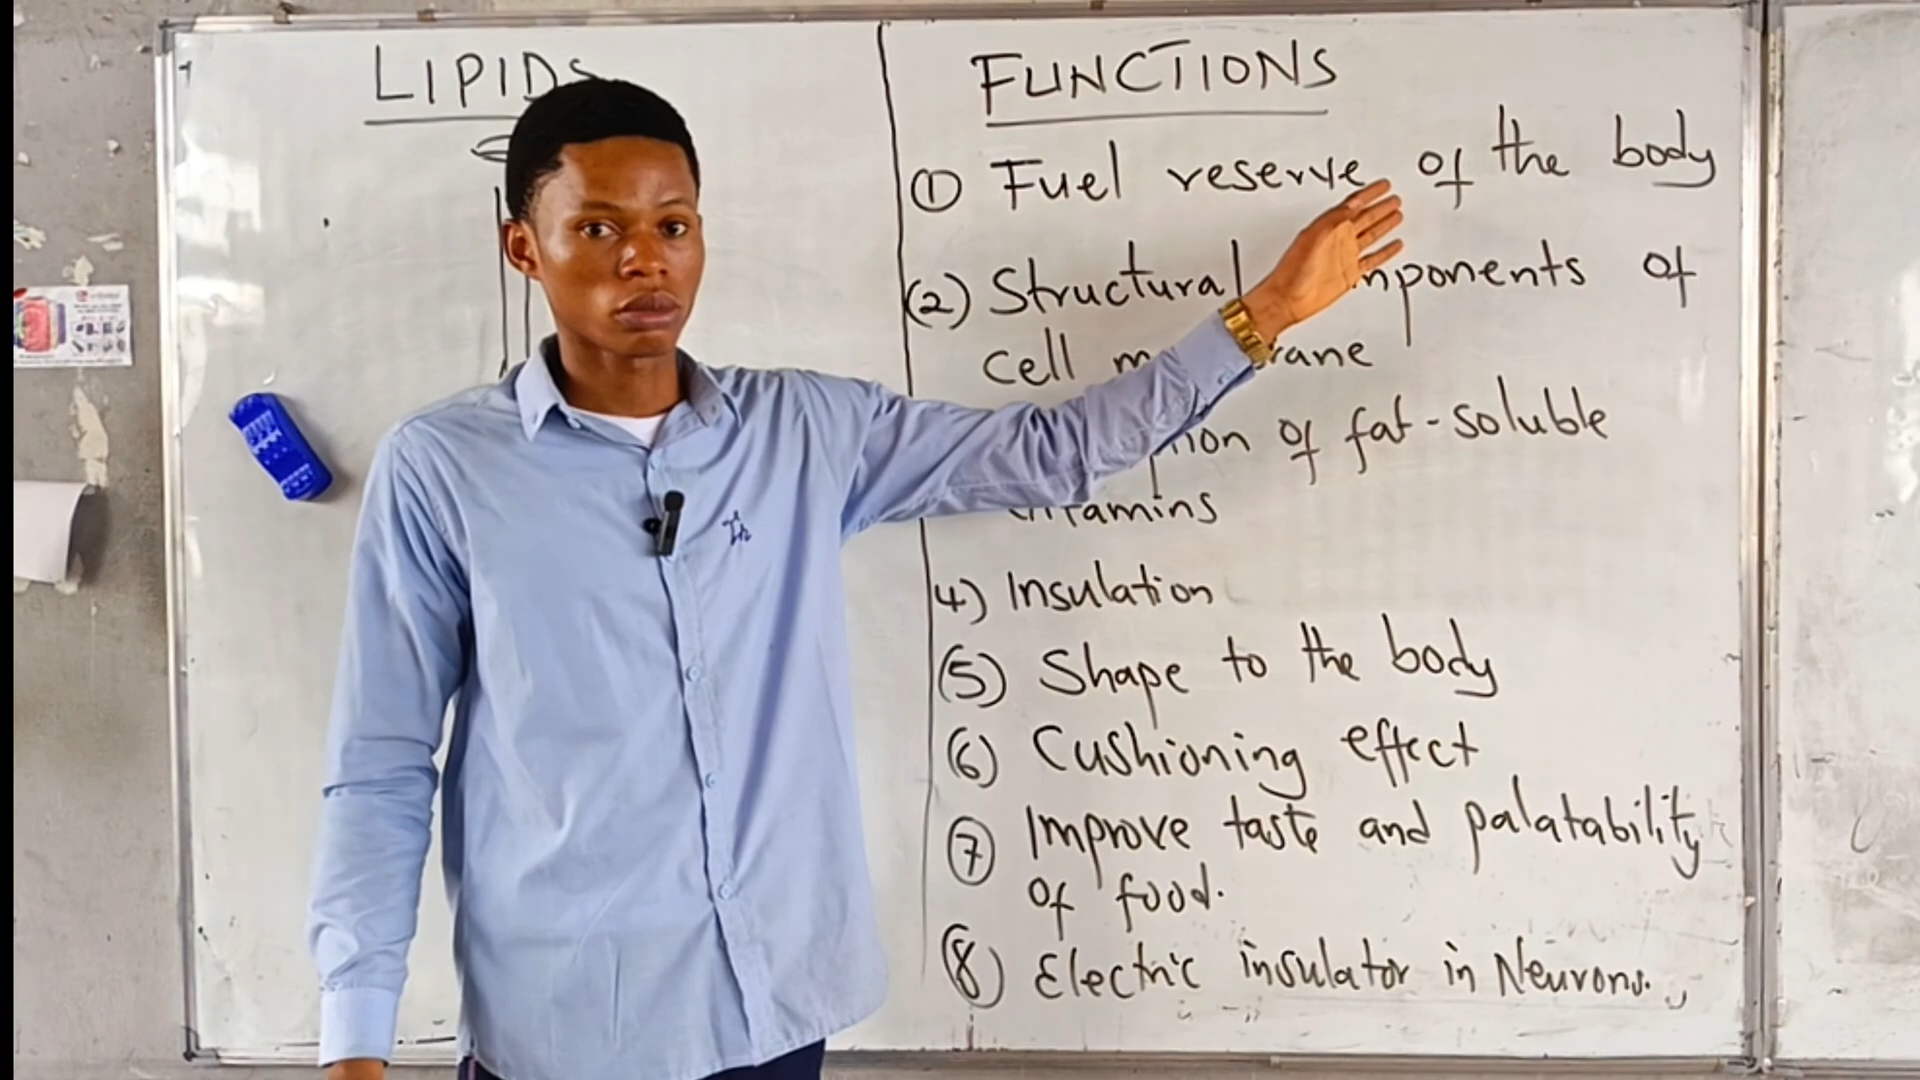 LIPIDS
FUNCTIONS
① Fuel reserve of the body
(2) Structural of
cell
of fat-soluble
4) Insulation
(5) Shape to the body
(6) Cushioning effect
⑦ Improve taste and palatability
of food.
⑧ Electric insulator in Neurons.